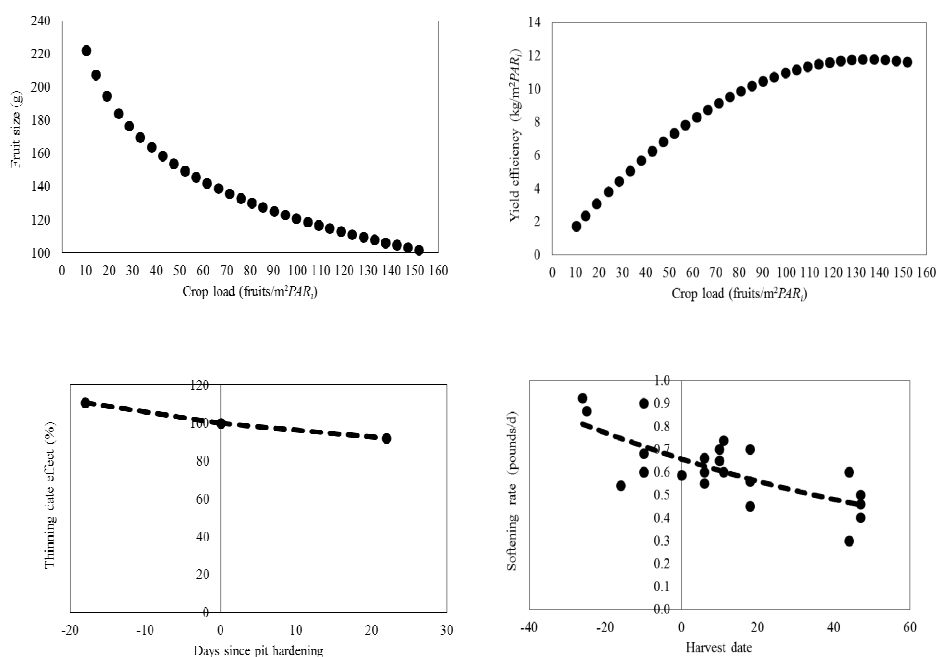 240
220
200
180
160
140
120
100
Fruit size (g)
0 10 20 30 40 50 60 70 80 90 100 110 120 130 140 150 160
Crop load (fruits/m²PARi)
14
12
10
8
6
4
2
0
Yield efficiency (kg/m²PARi)
0 10 20 30 40 50 60 70 80 90 100 110 120 130 140 150 160
Crop load (fruits/m²PARi)
120
100
80
60
40
20
0
Thinning date effect (%)
-20 -10 0 10 20 30
Days since pit hardening
1.0
0.9
0.8
0.7
0.6
0.5
0.4
0.3
0.2
0.1
0.0
Softening rate (pounds/d)
-40 -20 0 20 40 60
Harvest date